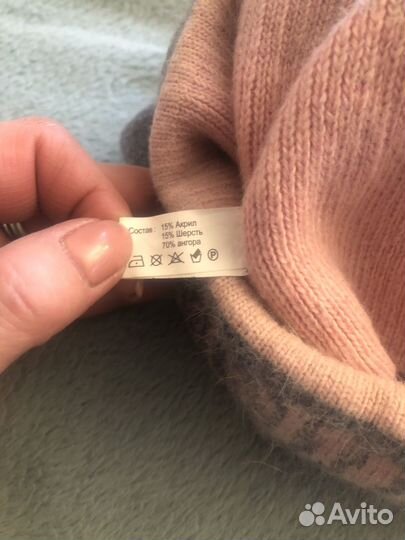 Состав : 15% Акрил
15% Шерсть
70% ангора
P
Avito